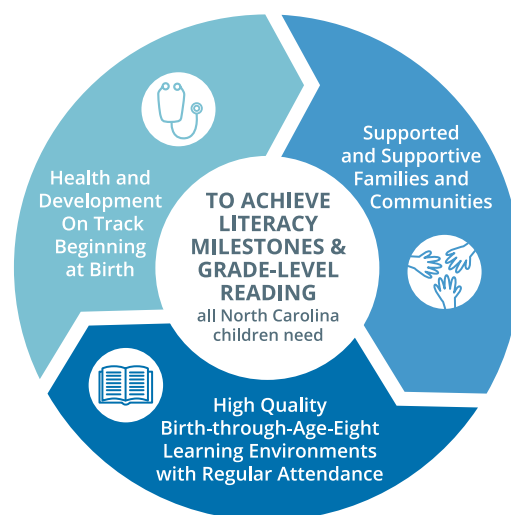 TO ACHIEVE
LITERACY
MILESTONES &
GRADE-LEVEL
READING
all North Carolina
children need
Health and
Development
On Track
Beginning
at Birth
Supported
and Supportive
Families and
Communities
High Quality
Birth-through-Age-Eight
Learning Environments
with Regular Attendance